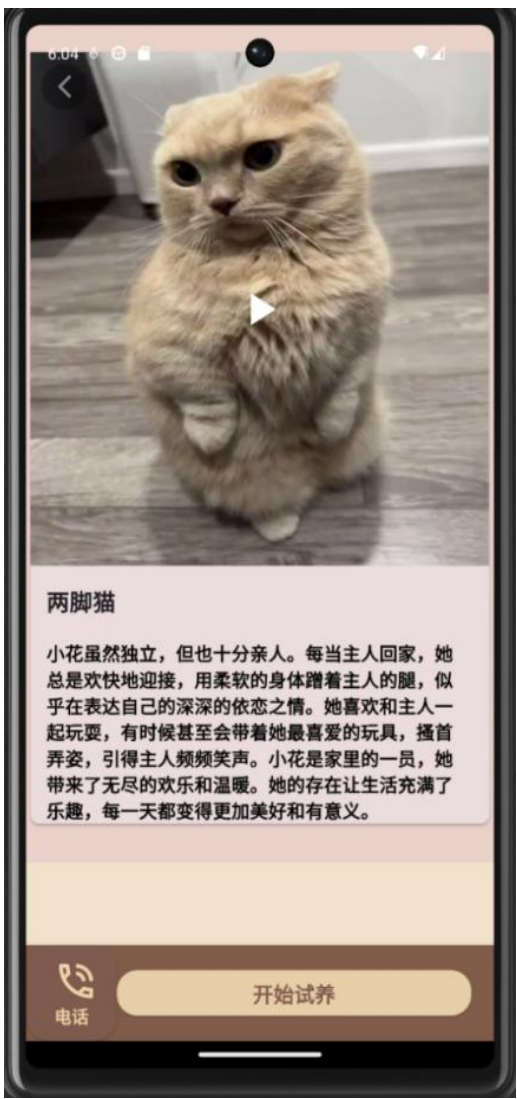 6:04
两脚猫
小花虽然独立，但也十分亲人。每当主人回家，她
总是欢快地迎接，用柔软的身体蹭着主人的腿，似
乎在表达自己的深深的依恋之情。她喜欢和主人一
起玩耍，有时候甚至会带着她最喜爱的玩具，搔首
弄姿，引得主人频频笑声。小花是家里的一员，她
带来了无尽的欢乐和温暖。她的存在让生活充满了
乐趣，每一天都变得更加美好和有意义。
电话
开始试养